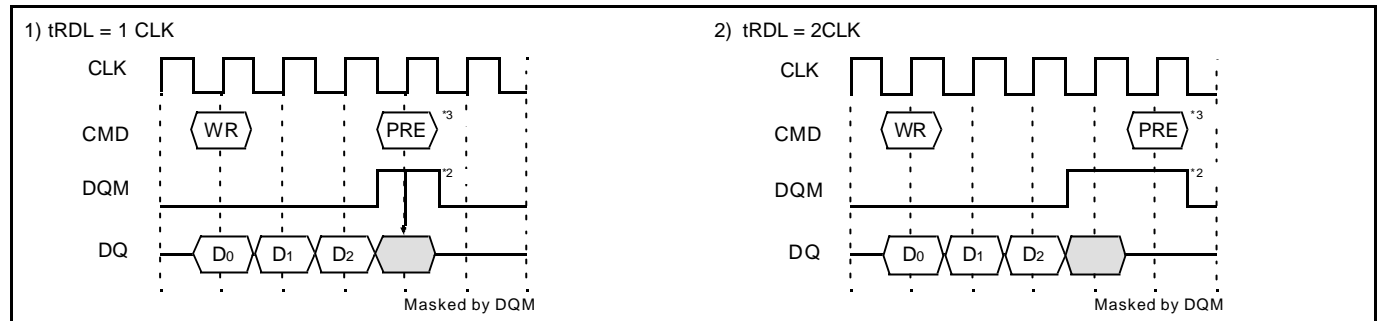 1) tRDL = 1 CLK
CLK
CMD
WR
PRE
*3
DQM
*2
DQ
D0
D1
D2
Masked by DQM
2) tRDL = 2CLK
CLK
CMD
WR
PRE
*3
DQM
*2
DQ
D0
D1
D2
Masked by DQM